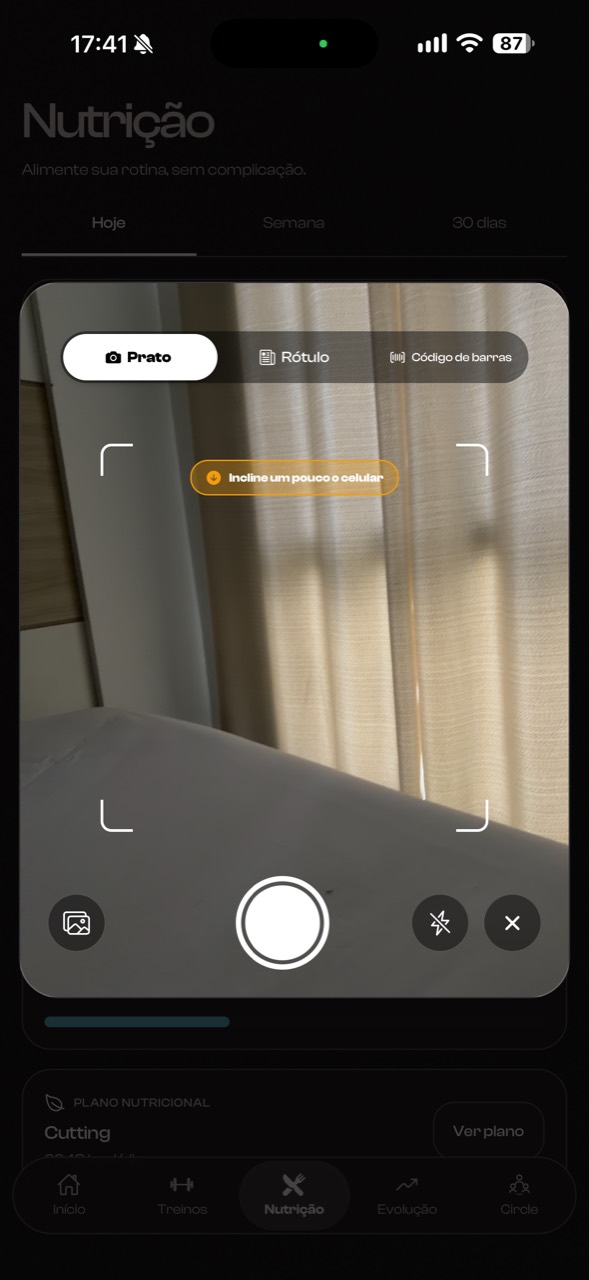 17:41
87
Nutrição
Alimente sua rotina, sem complicação.
Hoje
Semana
30 dias
Prato
Rótulo
Código de barras
Incline um pouco o celular
PLANO NUTRICIONAL
Cutting
Ver plano
Início
Treinos
Nutrição
Evolução
Circle